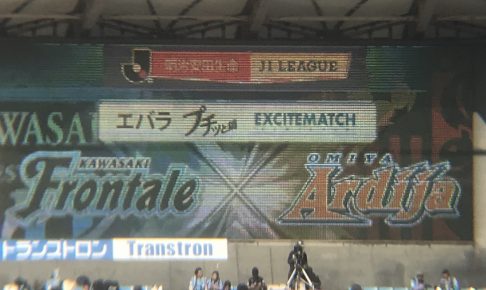 J
明治安田生命 J1 LEAGUE
エバラ プチッと鍋 EXCITEMATCH
WASA
KAWASAKI
Frontale
×
OMIYA
Ardija
トランストロン Transtron